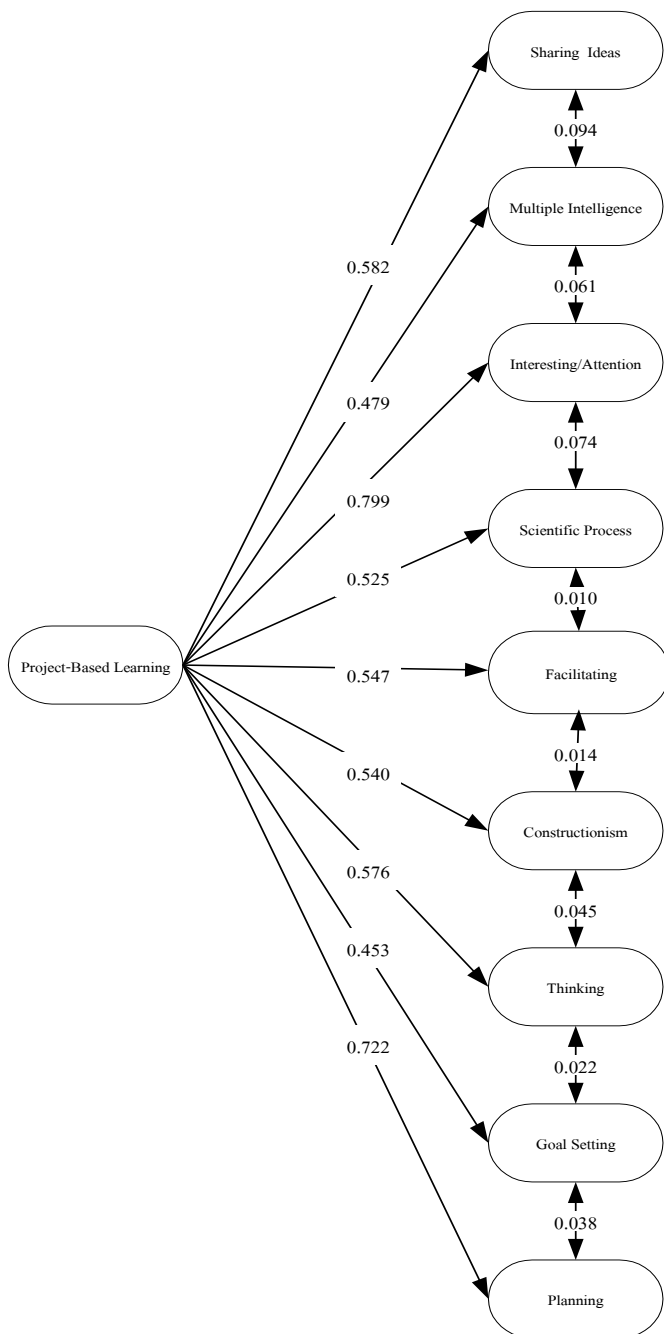 Sharing Ideas
0.094
Multiple Intelligence
0.582
0.061
Interesting/Attention
0.479
0.074
0.799
Scientific Process
0.525
0.010
Project-Based Learning
0.547
Facilitating
0.014
0.540
Constructionism
0.576
0.045
0.453
Thinking
0.722
0.022
Goal Setting
0.038
Planning